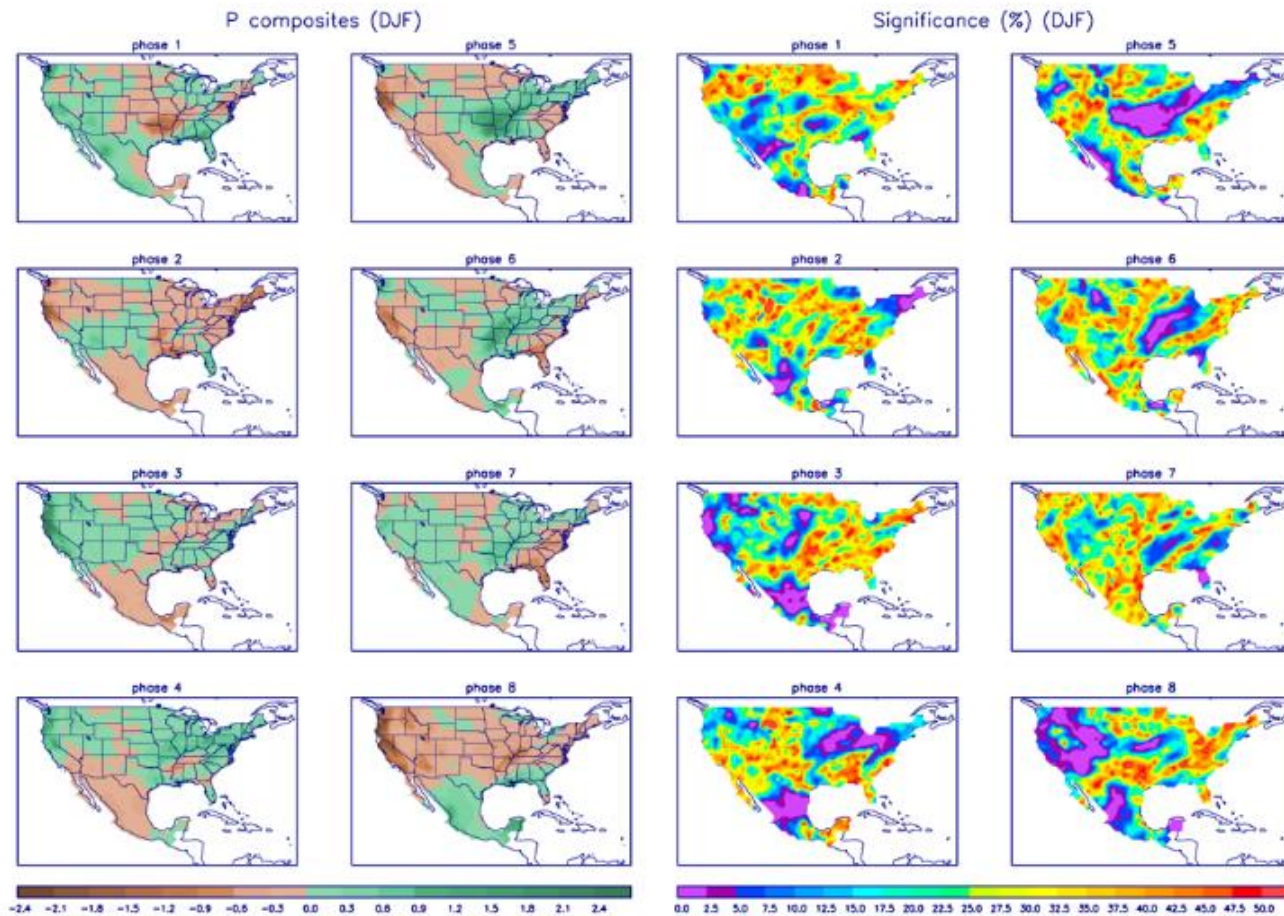 P composites (DJF)
Significance (%) (DJF)
phase 1
phase 5
phase 1
phase 5
phase 2
phase 6
phase 2
phase 6
phase 3
phase 7
phase 3
phase 7
phase 4
phase 8
phase 4
phase 8
-2.4 -2.1 -1.8 -1.5 -1.2 -0.9 -0.6 -0.3 0.0 0.3 0.6 0.9 1.2 1.5 1.8 2.1 2.4
0.0 2.5 5.0 7.5 10.0 12.5 15.0 17.5 20.0 22.5 25.0 27.5 30.0 32.5 35.0 37.5 40.0 42.5 45.0 47.5 50.0